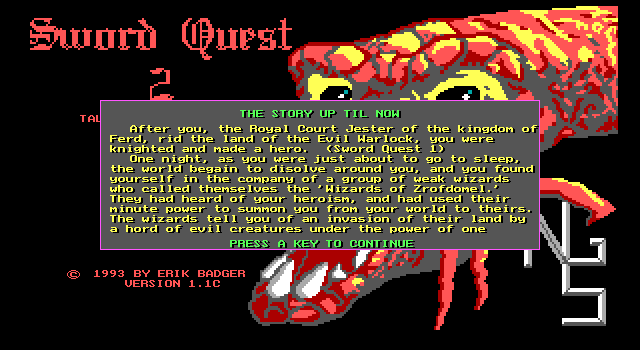 Sword Quest
2
TAL
THE STORY UP TIL NOW
After you, the Royal Court Jester of the kingdom of
Ferd, rid the land of the Evil Warlock, you were
knighted and made a hero. (Sword Quest 1)
One night, as you were just about to go to sleep,
the world began to disolve around you, and you found
yourself in the company of a group of weak wizards
who called themselves the 'Wizards of Zrofdomel.'
They had heard of your heroism, and had used their
minute power to summon you from your world to theirs.
The wizards tell you of an invasion of their land by
a hord of evil creatures under the power of one
PRESS A KEY TO CONTINUE
© 1993 BY ERIK BADGER
VERSION 1.1C